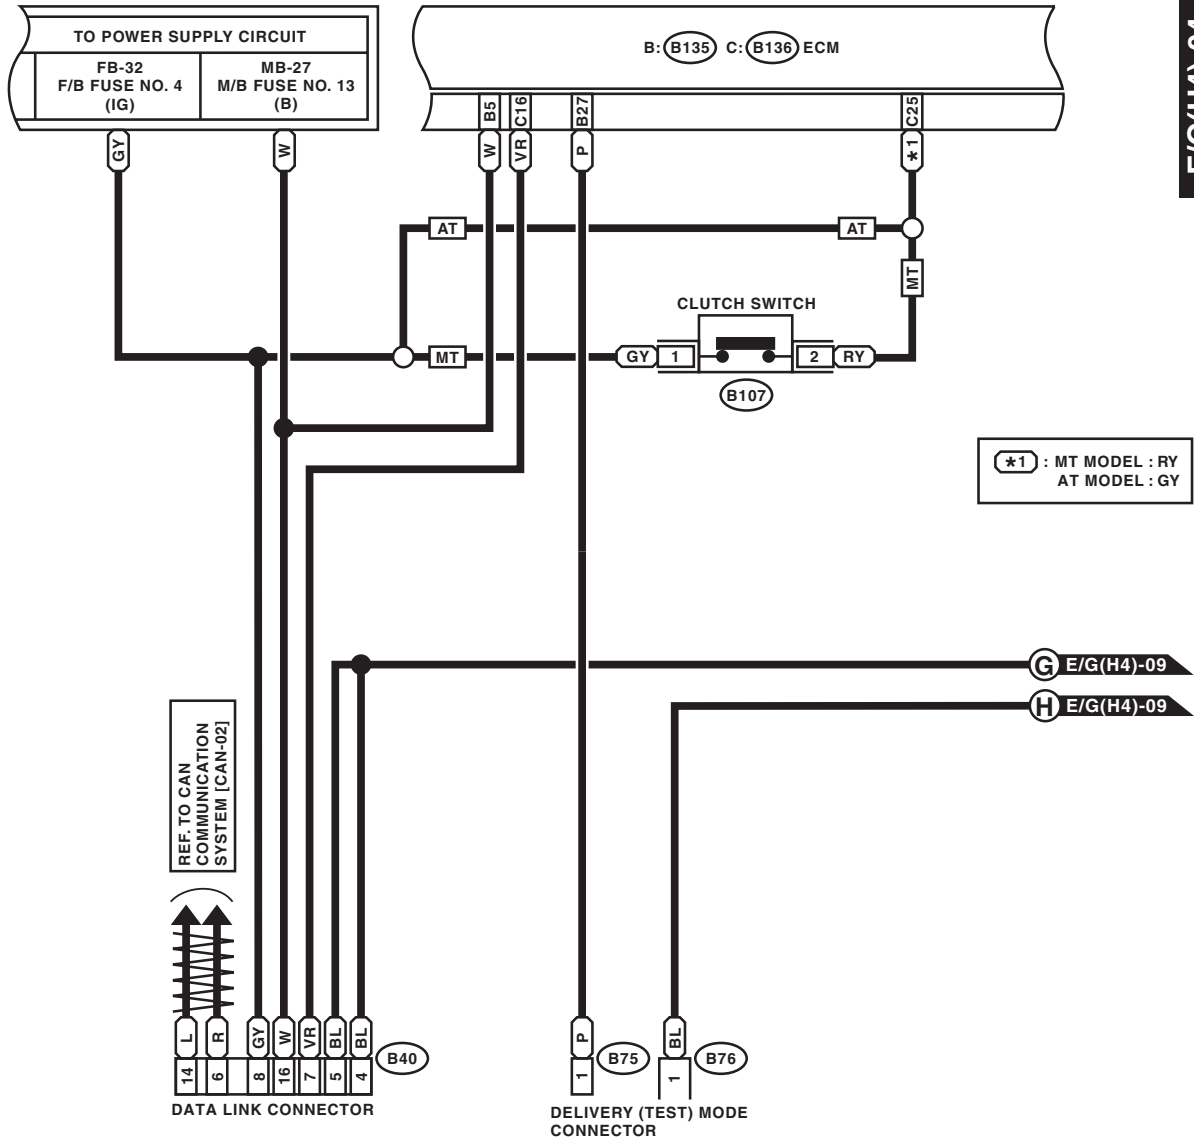 TO POWER SUPPLY CIRCUIT
FB-32
F/B FUSE NO. 4
(IG)
MB-27
M/B FUSE NO. 13
(B)
B: B135 C: B136 ECM
B5
C16
B27
C25
GY
W
W
VR
P
*1
AT
AT
MT
CLUTCH SWITCH
MT
GY 1
2 RY
B107
*1 : MT MODEL : RY
AT MODEL : GY
G E/G(H4)-09
H E/G(H4)-09
REF. TO CAN
COMMUNICATION
SYSTEM [CAN-02]
L
R
GY
W
VR
BL
BL
B40
P
B75
BL
B76
14
6
8
16
7
5
4
1
1
DATA LINK CONNECTOR
DELIVERY (TEST) MODE
CONNECTOR